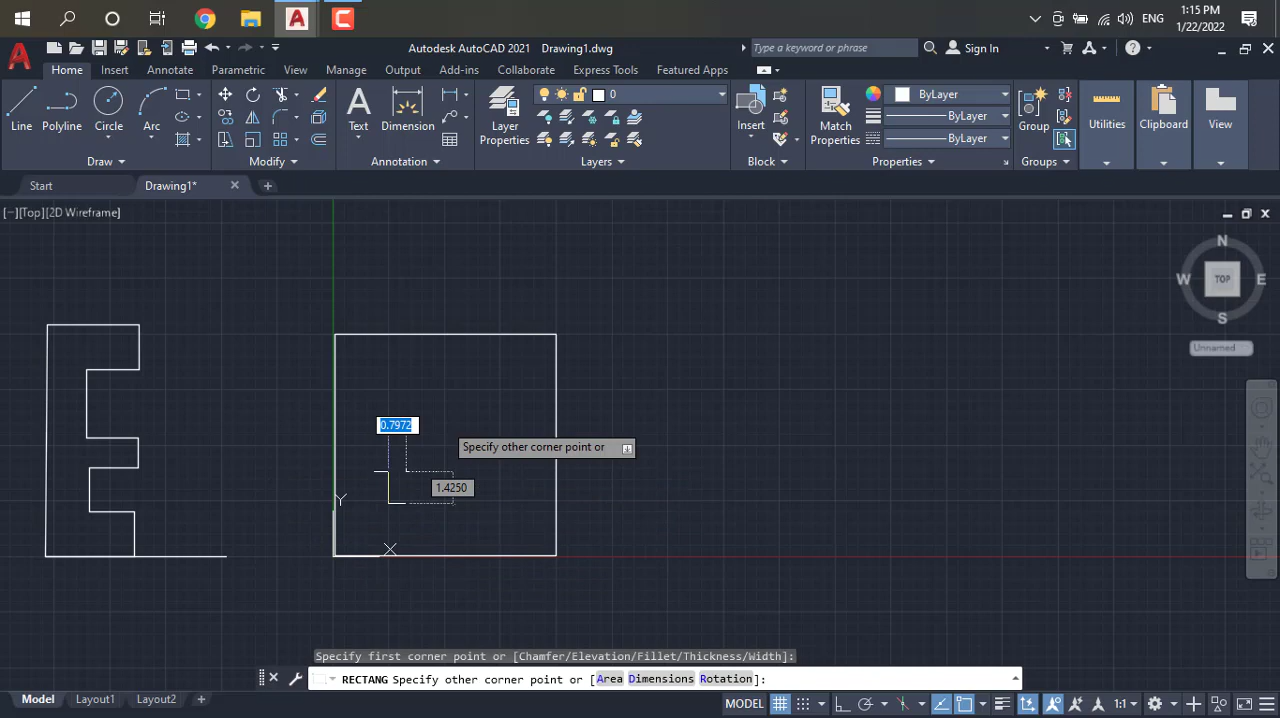 1:15 PM
ENG
1/22/2022
Autodesk AutoCAD 2021 Drawing1.dwg
Type a keyword or phrase
Sign In
Home Insert Annotate Parametric View Manage Output Add-ins Collaborate Express Tools Featured Apps
0
ByLayer
ByLayer
ByLayer
Line Polyline Circle Arc
Text Dimension
Layer Properties
Insert
Match Properties
Group
Utilities
Clipboard
View
Draw Modify Annotation Layers Block Properties Groups
Start Drawing1*
[−][Top][2D Wireframe]
N
W TOP E
S
Unnamed
0.7972
Specify other corner point or
1.4250
Y
X
Specify first corner point or [Chamfer/Elevation/Fillet/Thickness/Width]:
RECTANG Specify other corner point or [Area Dimensions Rotation]:
Model Layout1 Layout2
MODEL
1:1